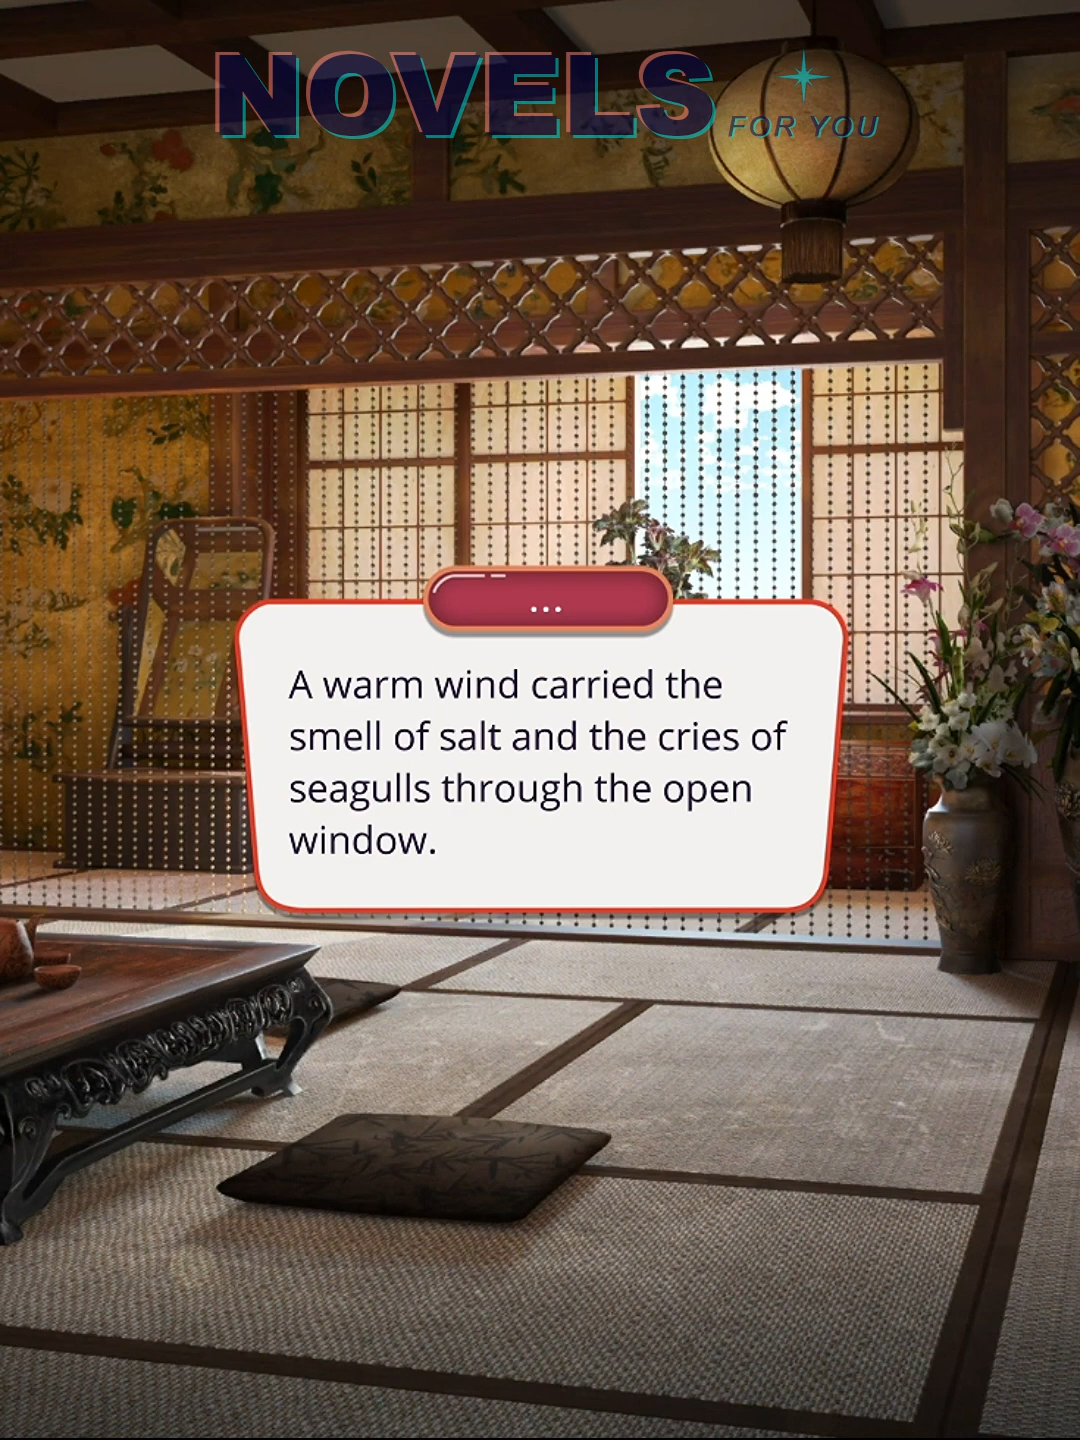 NOVELS
FOR YOU
...
A warm wind carried the
smell of salt and the cries of
seagulls through the open
window.